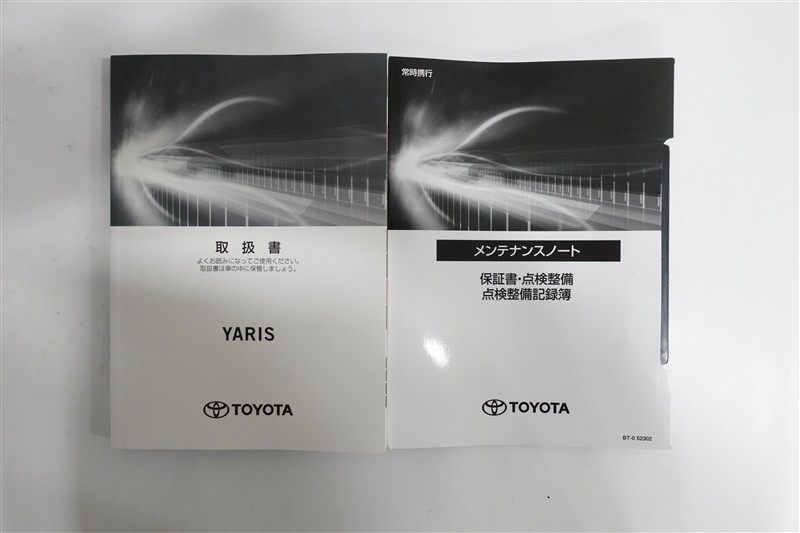 取扱書
よくお読みになってご使用ください。
取扱書は車の中に保管しましょう。
YARIS
TOYOTA
常時携行
メンテナンスノート
保証書・点検整備
点検整備記録簿
TOYOTA
BT-0 52302